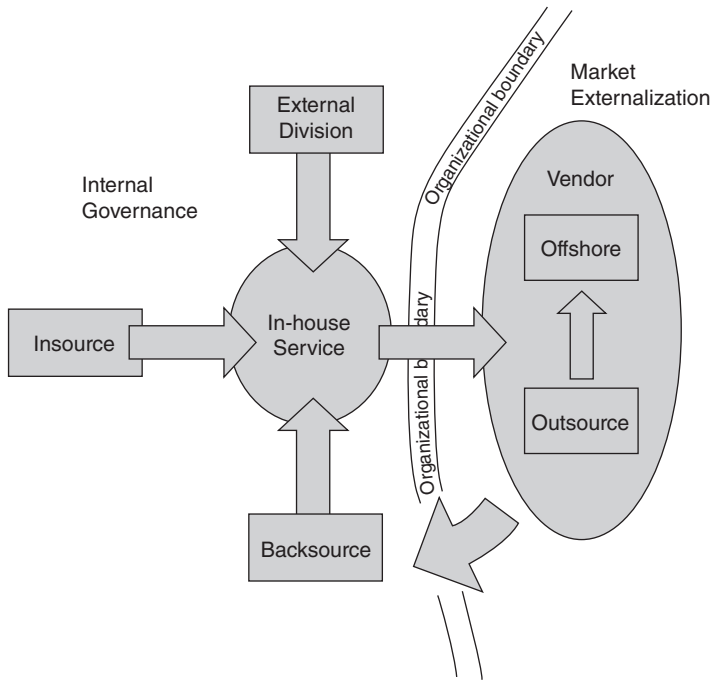 Market
Externalization
Organizational boundary
External
Division
Vendor
Internal
Governance
Offshore
In-house
Service
Insource
Organizational boundary
Outsource
Backsource